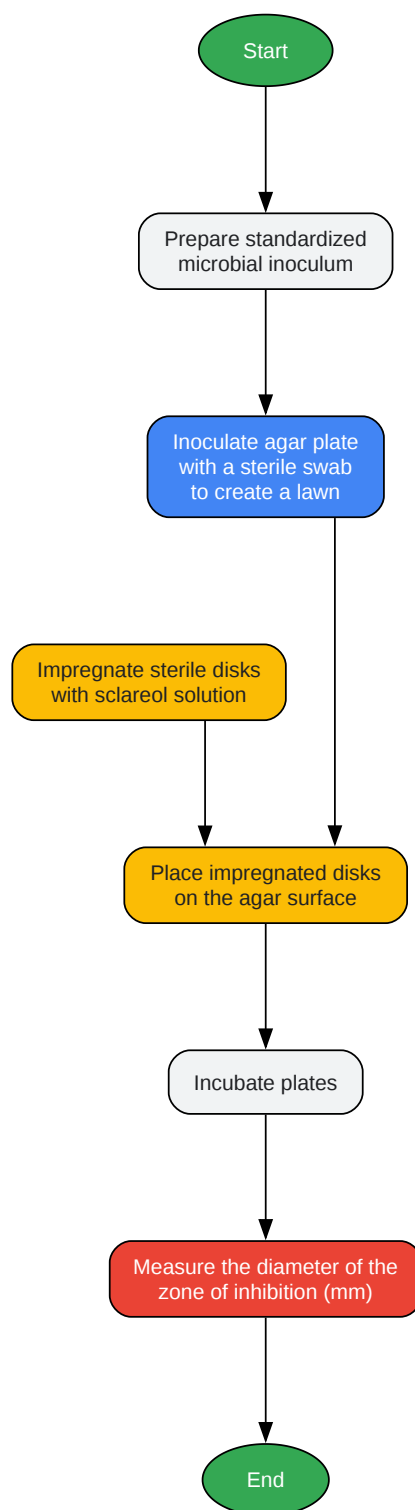 Start
Prepare standardized
microbial inoculum
Inoculate agar plate
with a sterile swab
to create a lawn
Impregnate sterile disks
with sclareol solution
Place impregnated disks
on the agar surface
Incubate plates
Measure the diameter of the
zone of inhibition (mm)
End